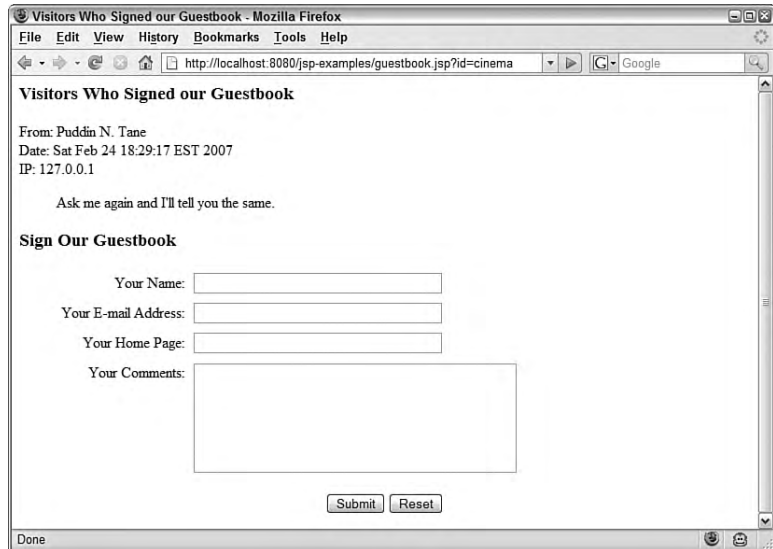 Visitors Who Signed our Guestbook - Mozilla Firefox
File Edit View History Bookmarks Tools Help
http://localhost:8080/jsp-examples/guestbook.jsp?id=cinema G Google
Visitors Who Signed our Guestbook
From: Puddin N. Tane
Date: Sat Feb 24 18:29:17 EST 2007
IP: 127.0.0.1
Ask me again and I'll tell you the same.
Sign Our Guestbook
Your Name:
Your E-mail Address:
Your Home Page:
Your Comments:
Submit Reset
Done